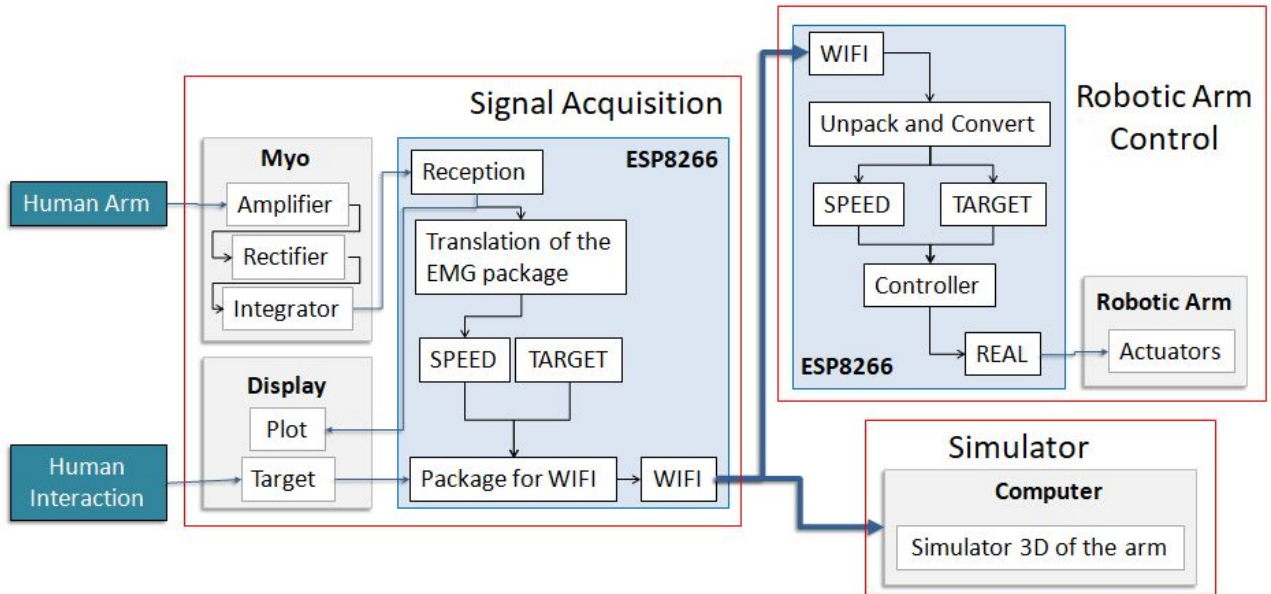 Signal Acquisition
Human Arm
Myo
Amplifier
Rectifier
Integrator
Display
Plot
Target
Human
Interaction
ESP8266
Reception
Translation of the
EMG package
SPEED
TARGET
Package for WIFI
WIFI
Robotic Arm
Control
WIFI
Unpack and Convert
SPEED
TARGET
Controller
REAL
ESP8266
Robotic Arm
Actuators
Simulator
Computer
Simulator 3D of the arm